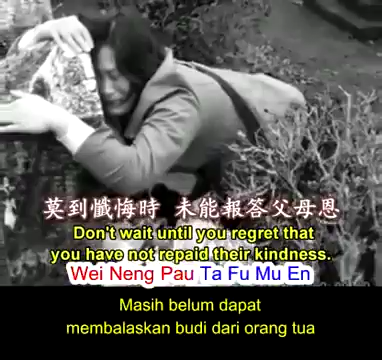 莫到懺悔時 未能報答父母恩
Don't wait until you regret that
you have not repaid their kindness.
Wei Neng Pau Ta Fu Mu En
Masih belum dapat
membalaskan budi dari orang tua